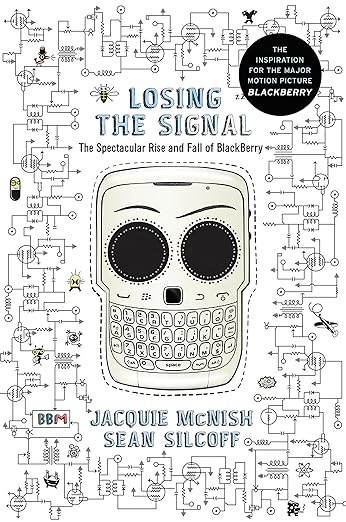 THE
INSPIRATION
FOR THE MAJOR
MOTION PICTURE
BLACKBERRY
LOSING
THE SIGNAL
The Spectacular Rise and Fall of BlackBerry
space
BBM
JACQUIE McNISH
SEAN SILCOFF